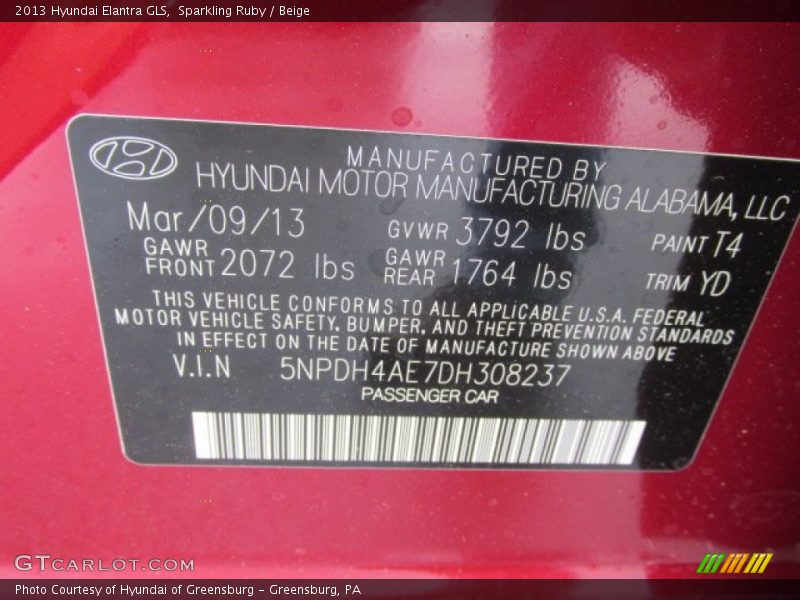 2013 Hyundai Elantra GLS,  Sparkling Ruby / Beige
MANUFACTURED BY
HYUNDAI MOTOR MANUFACTURING ALABAMA, LLC
Mar/09/13 GVWR 3792 lbs PAINT T4
GAWR FRONT 2072 lbs GAWR REAR 1764 lbs TRIM YD
THIS VEHICLE CONFORMS TO ALL APPLICABLE U.S.A. FEDERAL
MOTOR VEHICLE SAFETY, BUMPER, AND THEFT PREVENTION STANDARDS
IN EFFECT ON THE DATE OF MANUFACTURE SHOWN ABOVE
V.I.N 5NPDH4AE7DH308237
PASSENGER CAR
GTCARLOT.COM
Photo Courtesy of Hyundai of Greensburg - Greensburg, PA